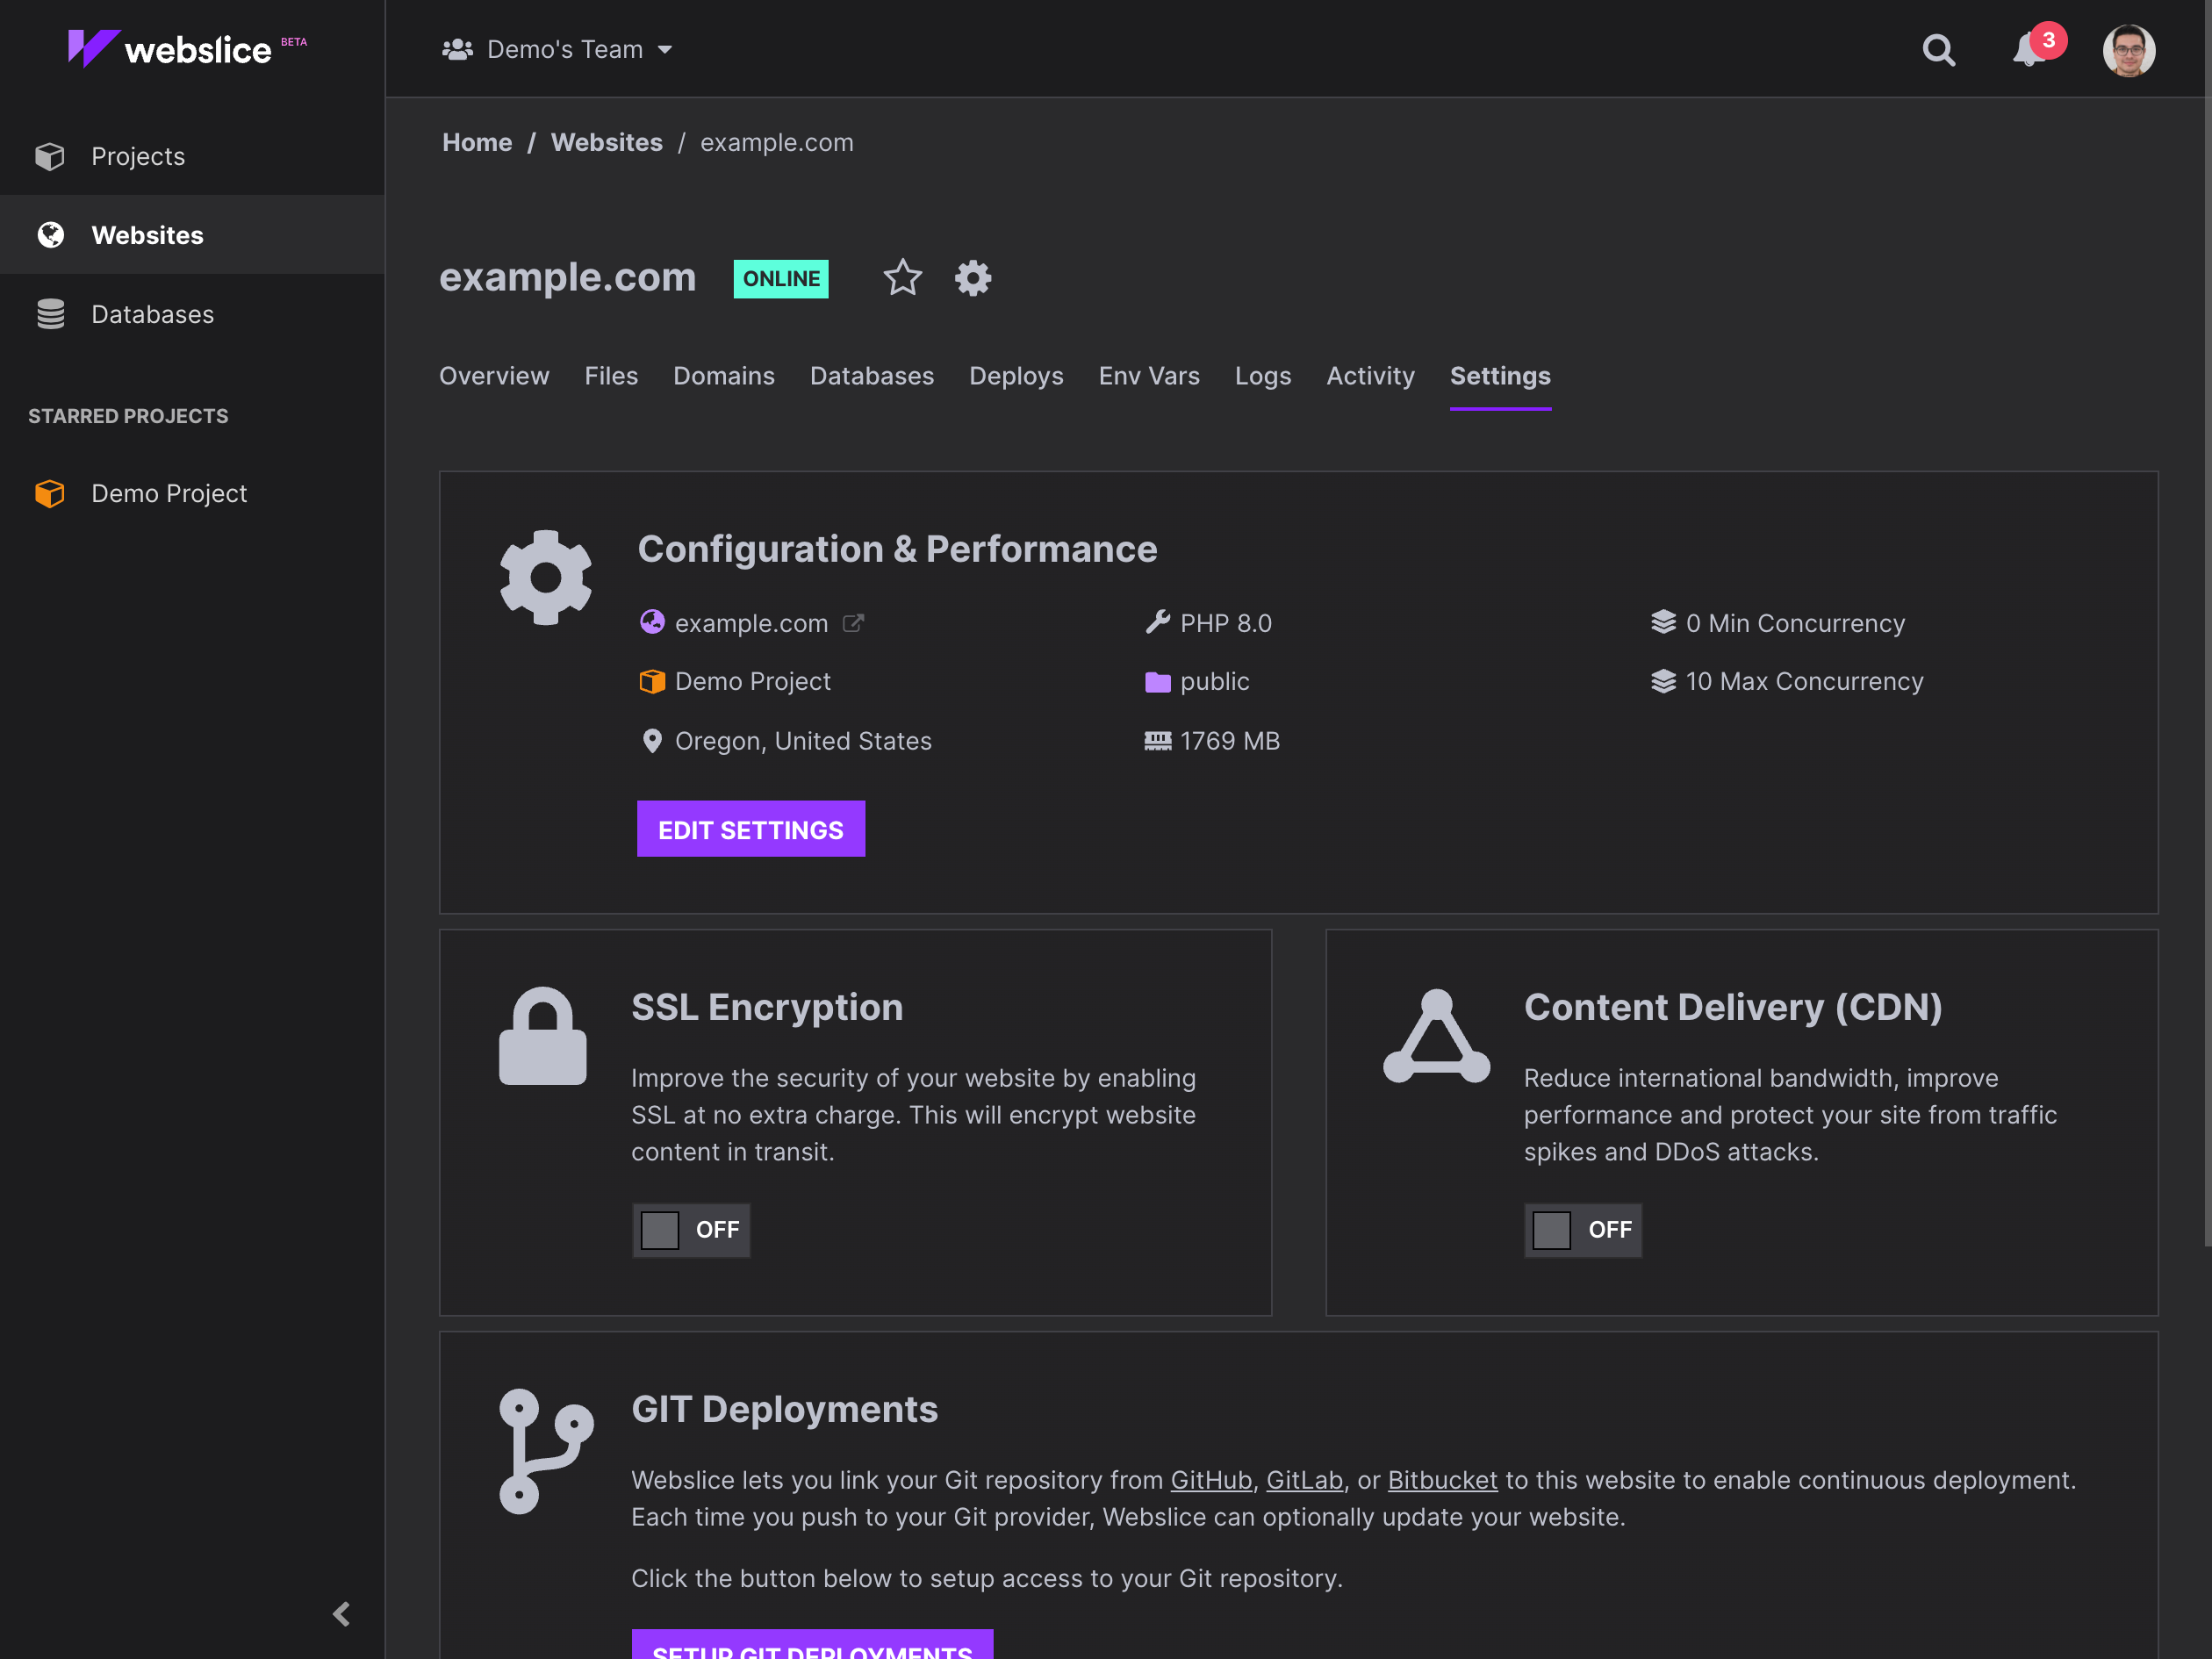 webslice BETA
Demo's Team
3
Projects
Websites
Databases
STARRED PROJECTS
Demo Project
Home / Websites / example.com
example.com ONLINE
Overview Files Domains Databases Deploys Env Vars Logs Activity Settings
Configuration & Performance
example.com PHP 8.0 0 Min Concurrency
Demo Project public 10 Max Concurrency
Oregon, United States 1769 MB
EDIT SETTINGS
SSL Encryption
Improve the security of your website by enabling
SSL at no extra charge. This will encrypt website
content in transit.
OFF
Content Delivery (CDN)
Reduce international bandwidth, improve
performance and protect your site from traffic
spikes and DDoS attacks.
OFF
GIT Deployments
Webslice lets you link your Git repository from GitHub, GitLab, or Bitbucket to this website to enable continuous deployment.
Each time you push to your Git provider, Webslice can optionally update your website.
Click the button below to setup access to your Git repository.
SETUP GIT DEPLOYMENTS